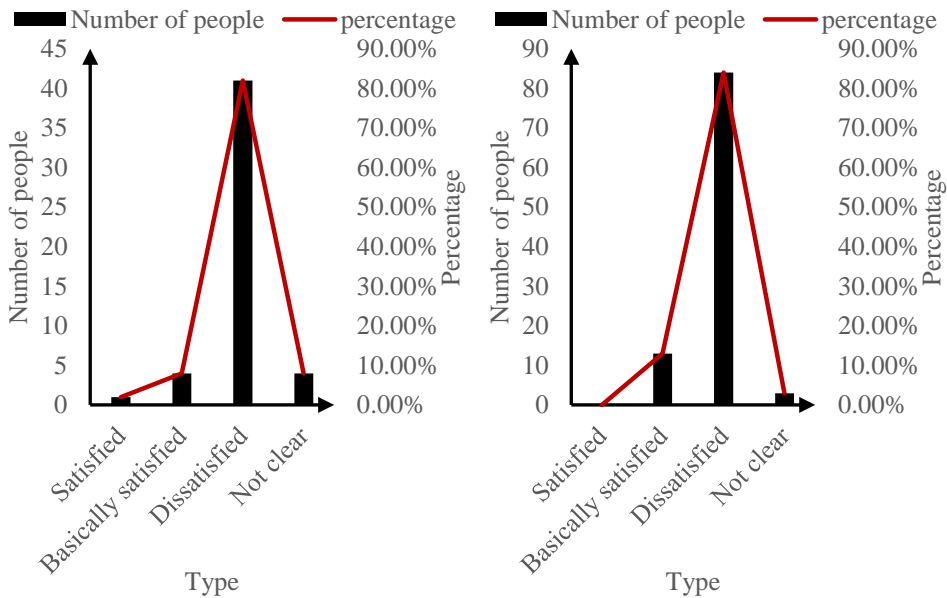 Number of people percentage
45
40
35
30
25
20
15
10
5
0
Number of people
90.00%
80.00%
70.00%
60.00%
50.00%
40.00%
30.00%
20.00%
10.00%
0.00%
Percentage
Satisfied
Basically satisfied
Dissatisfied
Not clear
Type
Number of people percentage
90
80
70
60
50
40
30
20
10
0
Number of people
90.00%
80.00%
70.00%
60.00%
50.00%
40.00%
30.00%
20.00%
10.00%
0.00%
Percentage
Satisfied
Basically satisfied
Dissatisfied
Not clear
Type